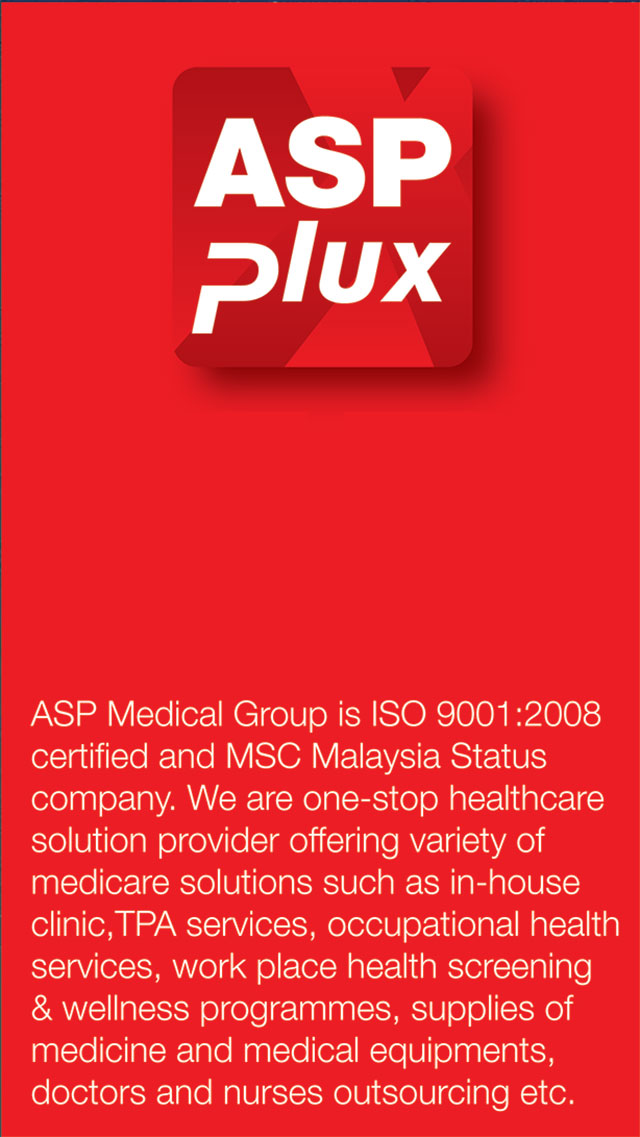 ASP
plux
ASP Medical Group is ISO 9001:2008
certified and MSC Malaysia Status
company. We are one-stop healthcare
solution provider offering variety of
medicare solutions such as in-house
clinic,TPA services, occupational health
services, work place health screening
& wellness programmes, supplies of
medicine and medical equipments,
doctors and nurses outsourcing etc.